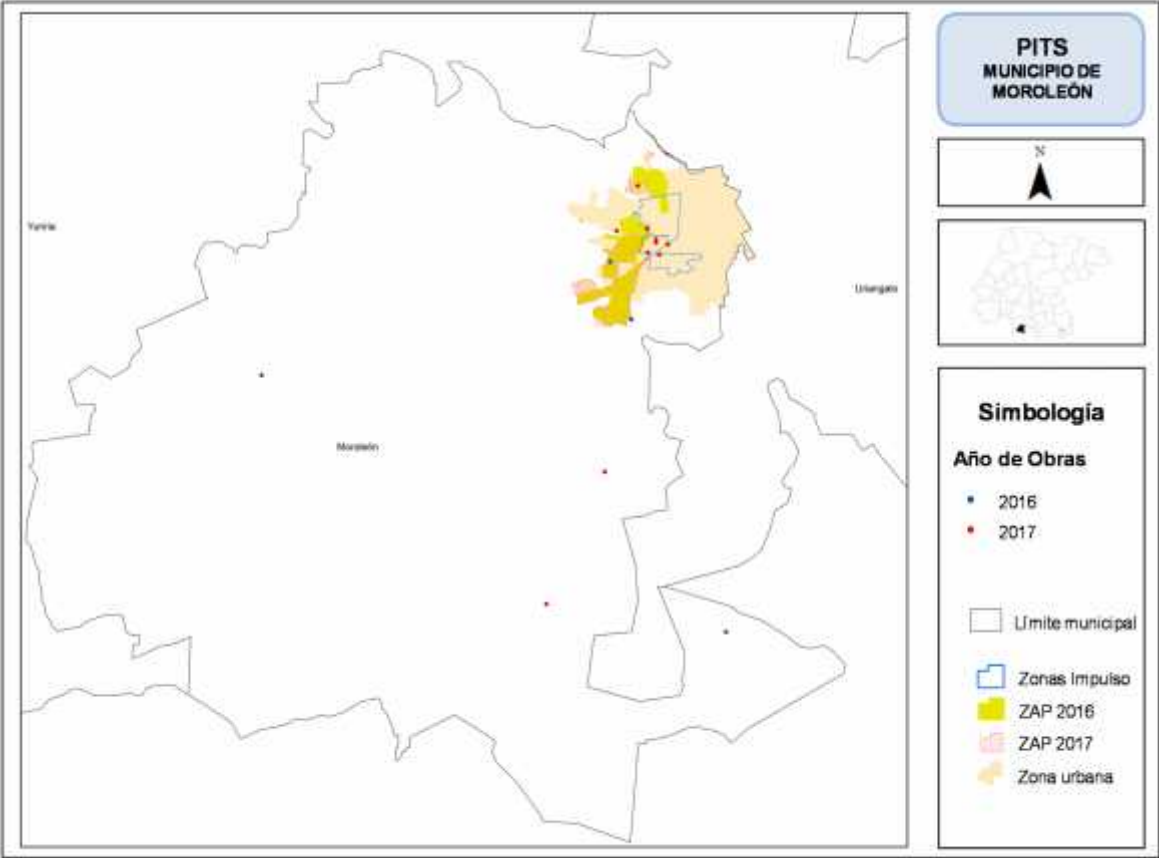 PITS
MUNICIPIO DE
MOROLEÓN
N
Yuriria
Uriangato
Moroleón
Simbología
Año de Obras
2016
2017
Límite municipal
Zonas Impulso
ZAP 2016
ZAP 2017
Zona urbana